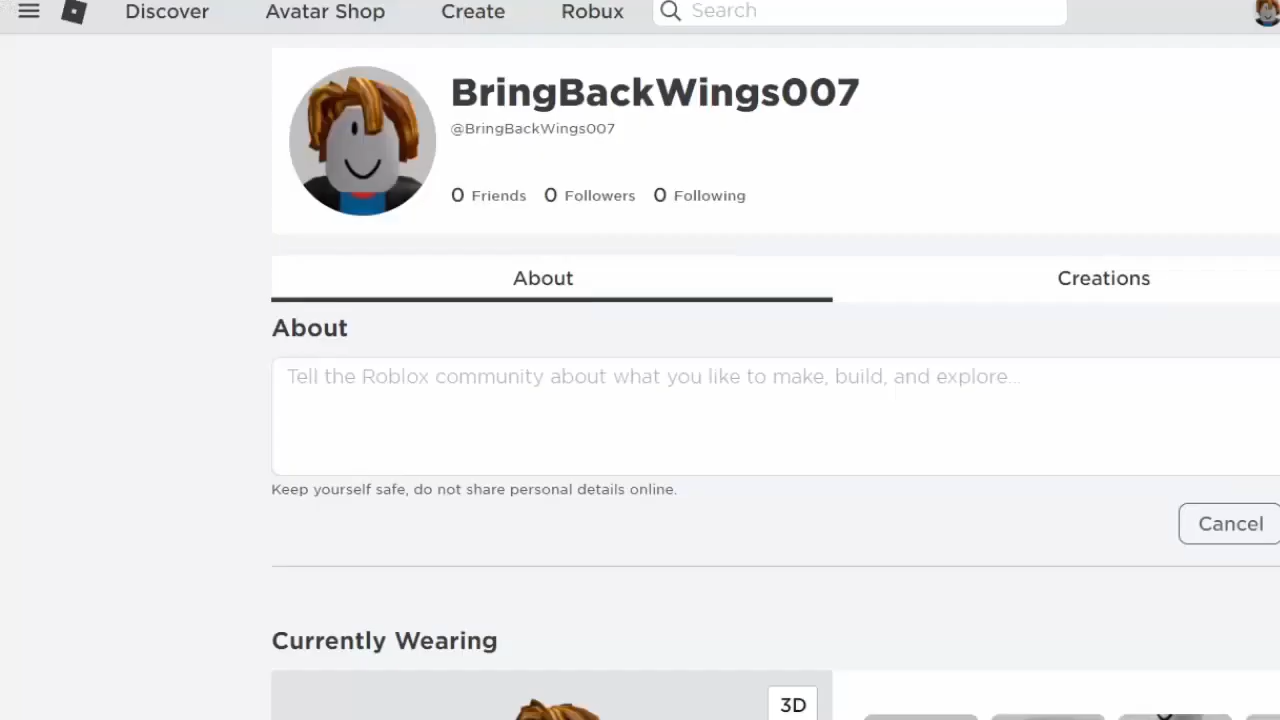 Discover Avatar Shop Create Robux Search
BringBackWings007
@BringBackWings007
0 Friends 0 Followers 0 Following
About Creations
About
Tell the Roblox community about what you like to make, build, and explore...
Keep yourself safe, do not share personal details online.
Cancel
Currently Wearing
3D